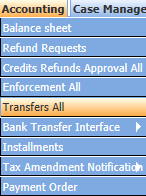 Accounting Case Manage
Balance sheet
Refund Requests
Credits Refunds Approval All
Enforcement All
Transfers All
Bank Transfer Interface
Installments
Tax Amendment Notification
Payment Order